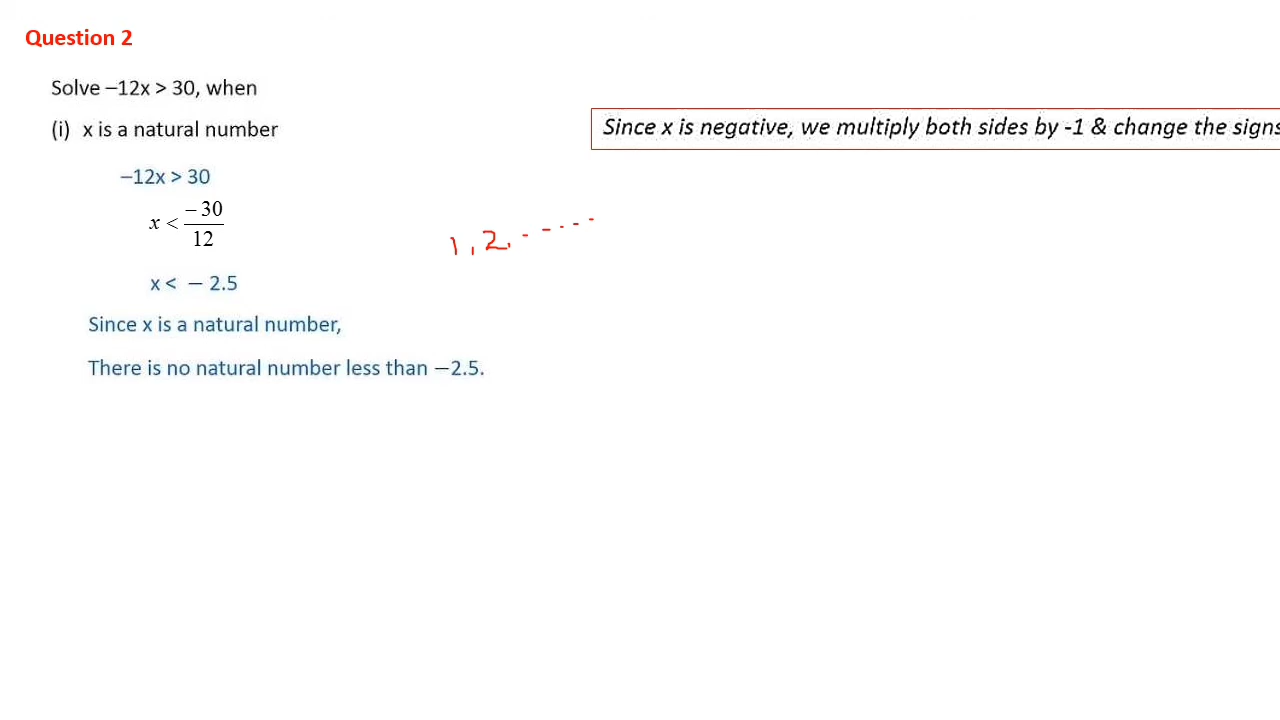 Question 2
Solve –12x > 30, when
(i) x is a natural number
Since x is negative, we multiply both sides by -1 & change the signs
–12x > 30
x < – 30 / 12
1, 2, - - - - - -
x < – 2.5
Since x is a natural number,
There is no natural number less than –2.5.